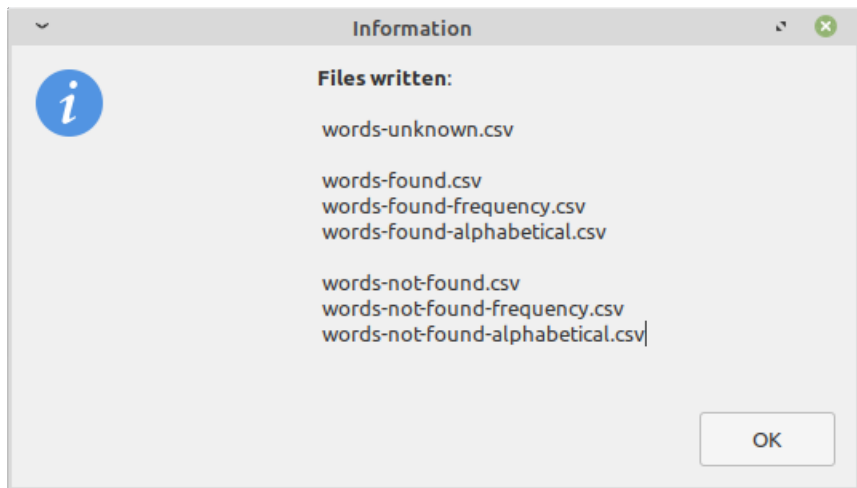 Information
Files written:
words-unknown.csv
words-found.csv
words-found-frequency.csv
words-found-alphabetical.csv
words-not-found.csv
words-not-found-frequency.csv
words-not-found-alphabetical.csv
OK